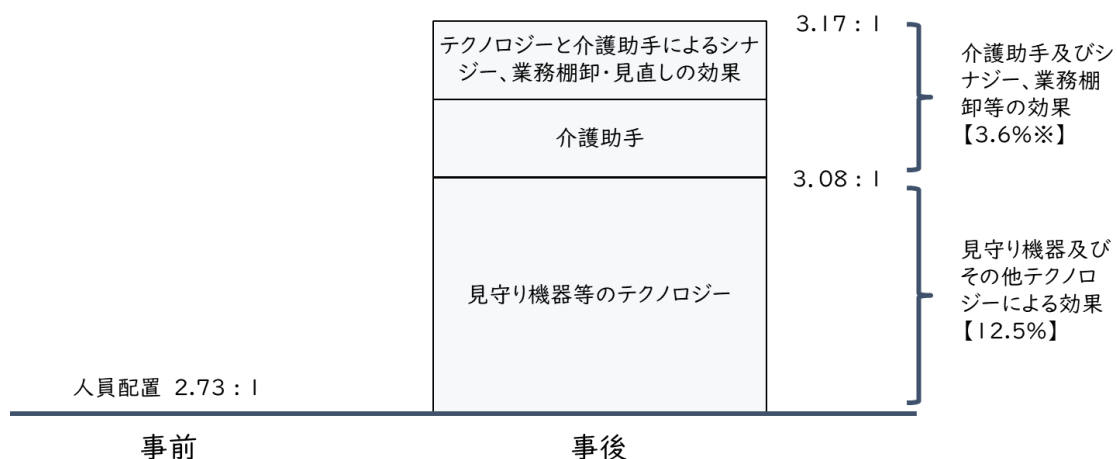 テクノロジーと介護助手によるシナ
ジー、業務棚卸・見直しの効果
介護助手
見守り機器等のテクノロジー
3.17:1
3.08:1
介護助手及びシ
ナジー、業務棚
卸等の効果
【3.6%※】
見守り機器及び
その他テクノロ
ジーによる効果
【12.5%】
人員配置 2.73:1
事前
事後